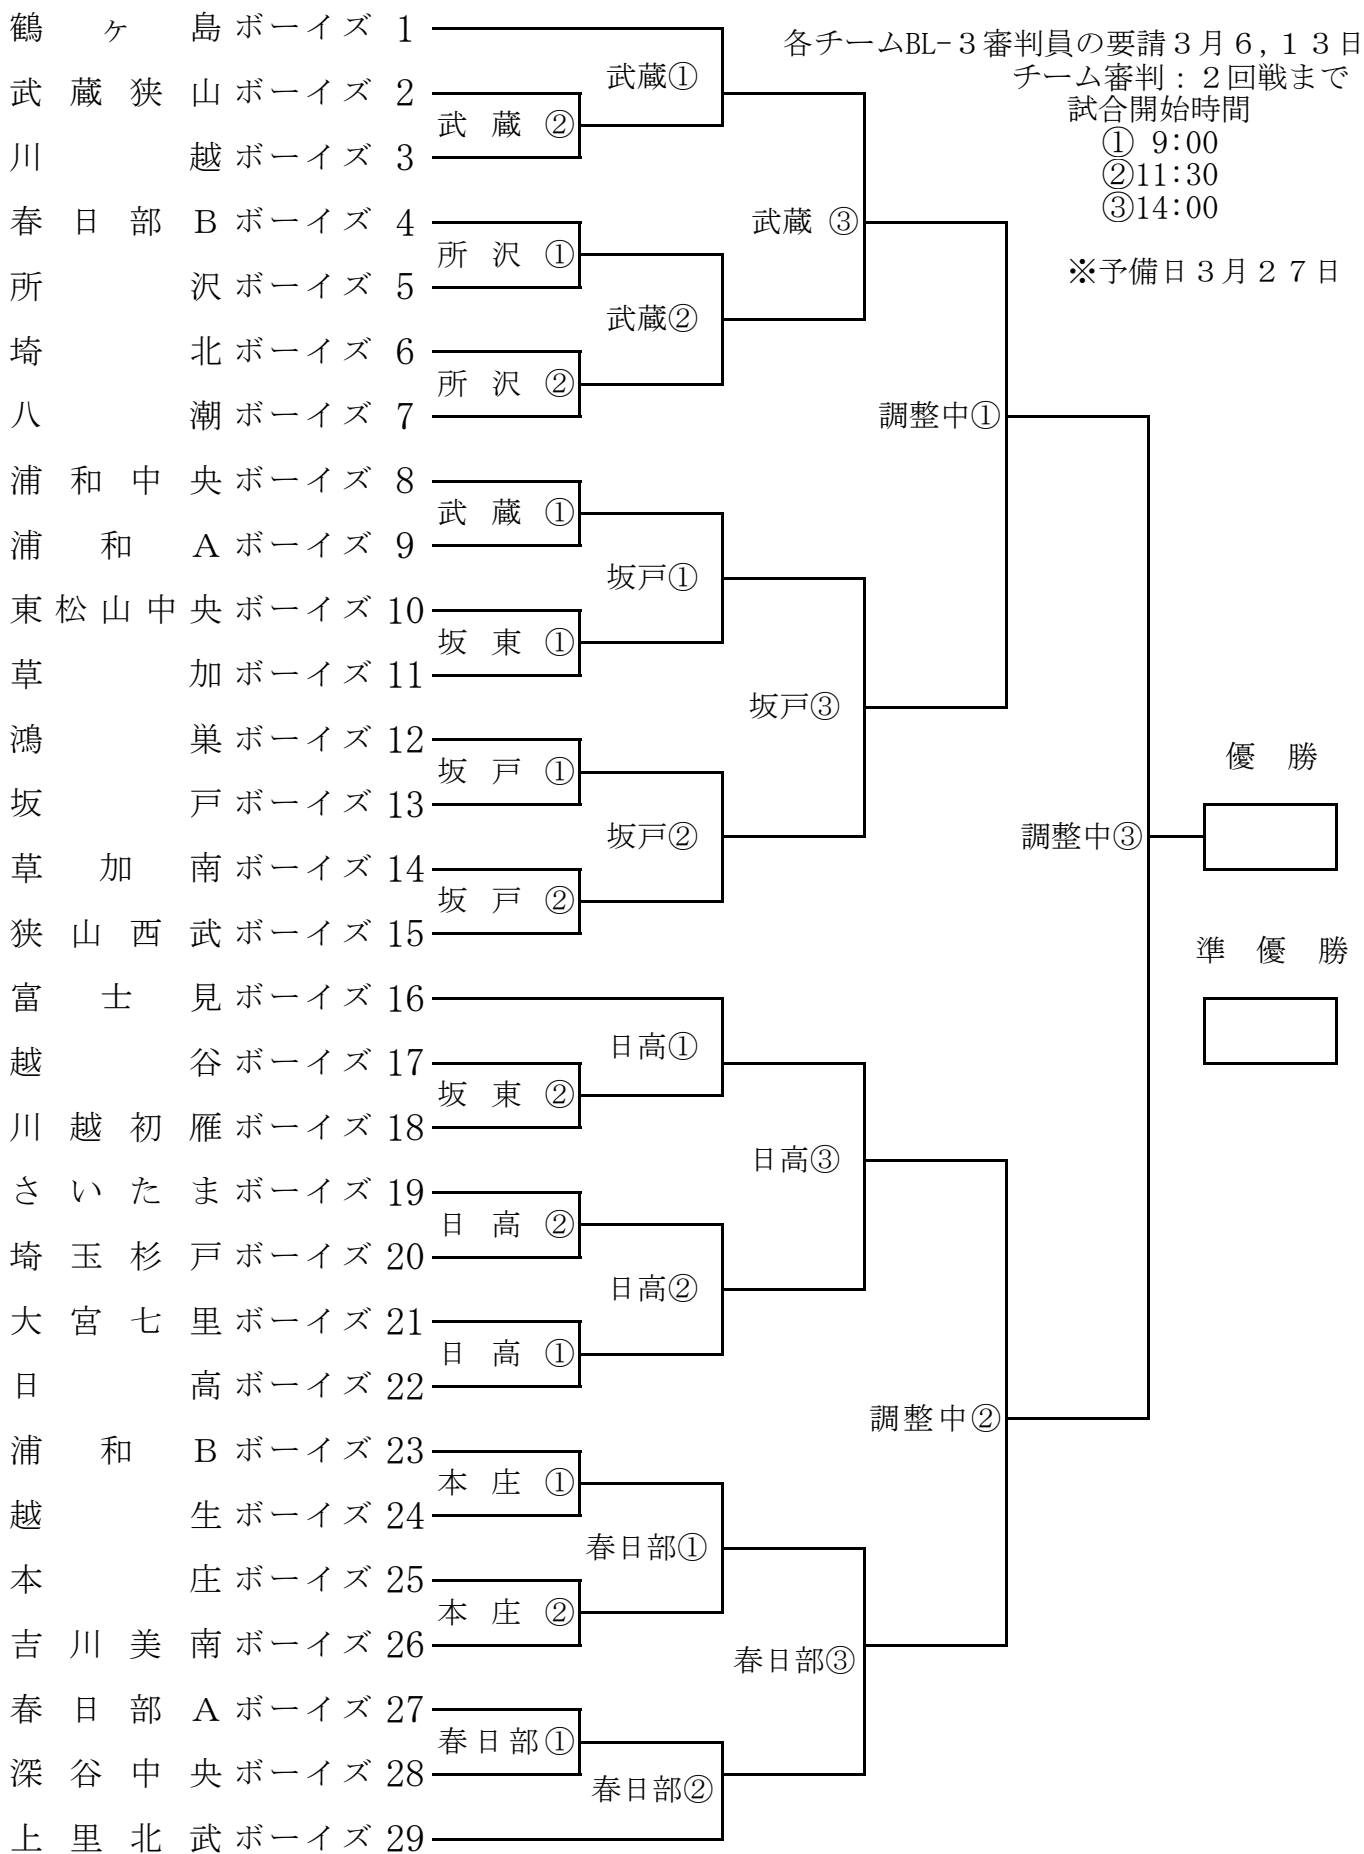 鶴ヶ島ボーイズ 1
各チームBL-３審判員の要請３月６,１３日
武蔵①
チーム審判：２回戦まで
武蔵狭山ボーイズ 2
試合開始時間
武蔵②
① 9:00
川越ボーイズ 3
②11:30
③14:00
春日部Ｂボーイズ 4
武蔵 ③
所沢①
※予備日３月２７日
所沢ボーイズ 5
武蔵②
埼北ボーイズ 6
所沢②
八潮ボーイズ 7
調整中①
浦和中央ボーイズ 8
武蔵①
浦和Ａボーイズ 9
坂戸①
東松山中央ボーイズ 10
坂東①
草加ボーイズ 11
坂戸③
鴻巣ボーイズ 12
優勝
坂戸①
坂戸ボーイズ 13
坂戸②
調整中③
草加南ボーイズ 14
坂戸②
狭山西武ボーイズ 15
準優勝
富士見ボーイズ 16
日高①
越谷ボーイズ 17
坂東②
川越初雁ボーイズ 18
日高③
さいたまボーイズ 19
日高②
埼玉杉戸ボーイズ 20
日高②
大宮七里ボーイズ 21
日高①
日高ボーイズ 22
調整中②
浦和Ｂボーイズ 23
本庄①
越生ボーイズ 24
春日部①
本庄ボーイズ 25
本庄②
吉川美南ボーイズ 26
春日部③
春日部Ａボーイズ 27
春日部①
深谷中央ボーイズ 28
春日部②
上里北武ボーイズ 29